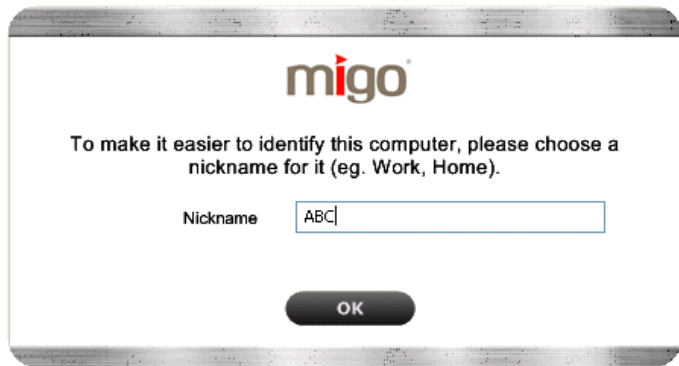 migo
To make it easier to identify this computer, please choose a
nickname for it (eg. Work, Home).
Nickname ABC
OK